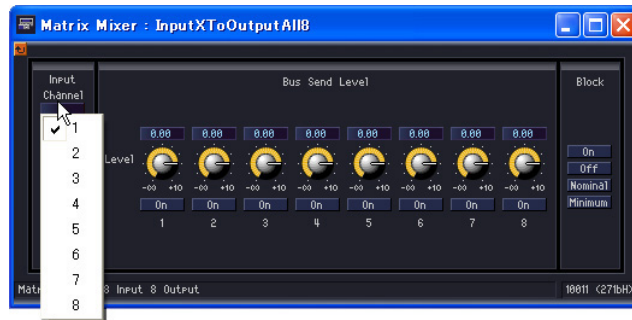 Matrix Mixer : InputXToOutputAll8
Input
Channel
Bus Send Level
Block
1
2
3
4
5
6
7
8
0.00 0.00 0.00 0.00 0.00 0.00 0.00 0.00
Level
-∞ +10 -∞ +10 -∞ +10 -∞ +10 -∞ +10 -∞ +10 -∞ +10 -∞ +10
On On On On On On On On
1 2 3 4 5 6 7 8
On
Off
Nominal
Minimum
8 Input 8 Output
10011 (271bH)